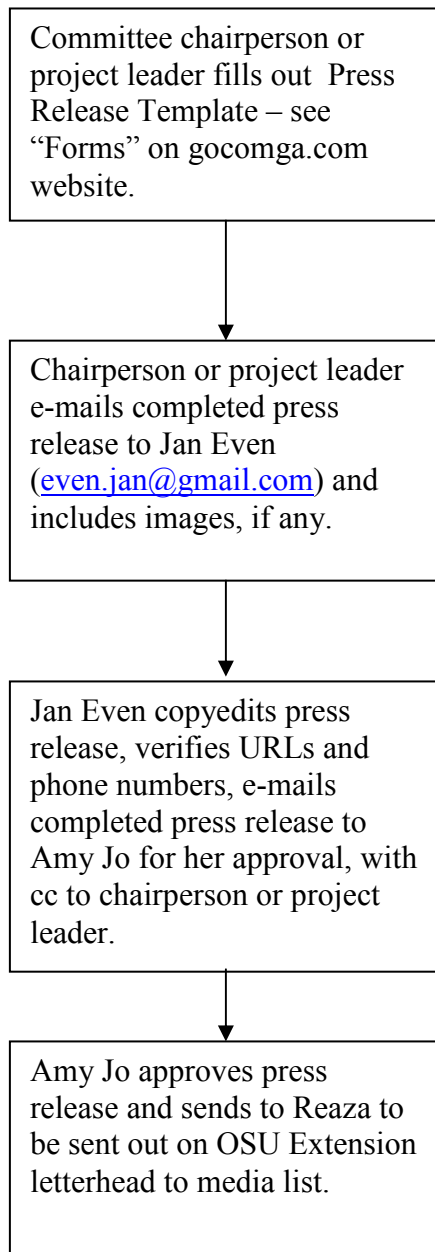 Committee chairperson or
project leader fills out  Press
Release Template – see
“Forms” on gocomga.com
website.
Chairperson or project leader
e-mails completed press
release to Jan Even
(even.jan@gmail.com) and
includes images, if any.
Jan Even copyedits press
release, verifies URLs and
phone numbers, e-mails
completed press release to
Amy Jo for her approval, with
cc to chairperson or project
leader.
Amy Jo approves press
release and sends to Reaza to
be sent out on OSU Extension
letterhead to media list.